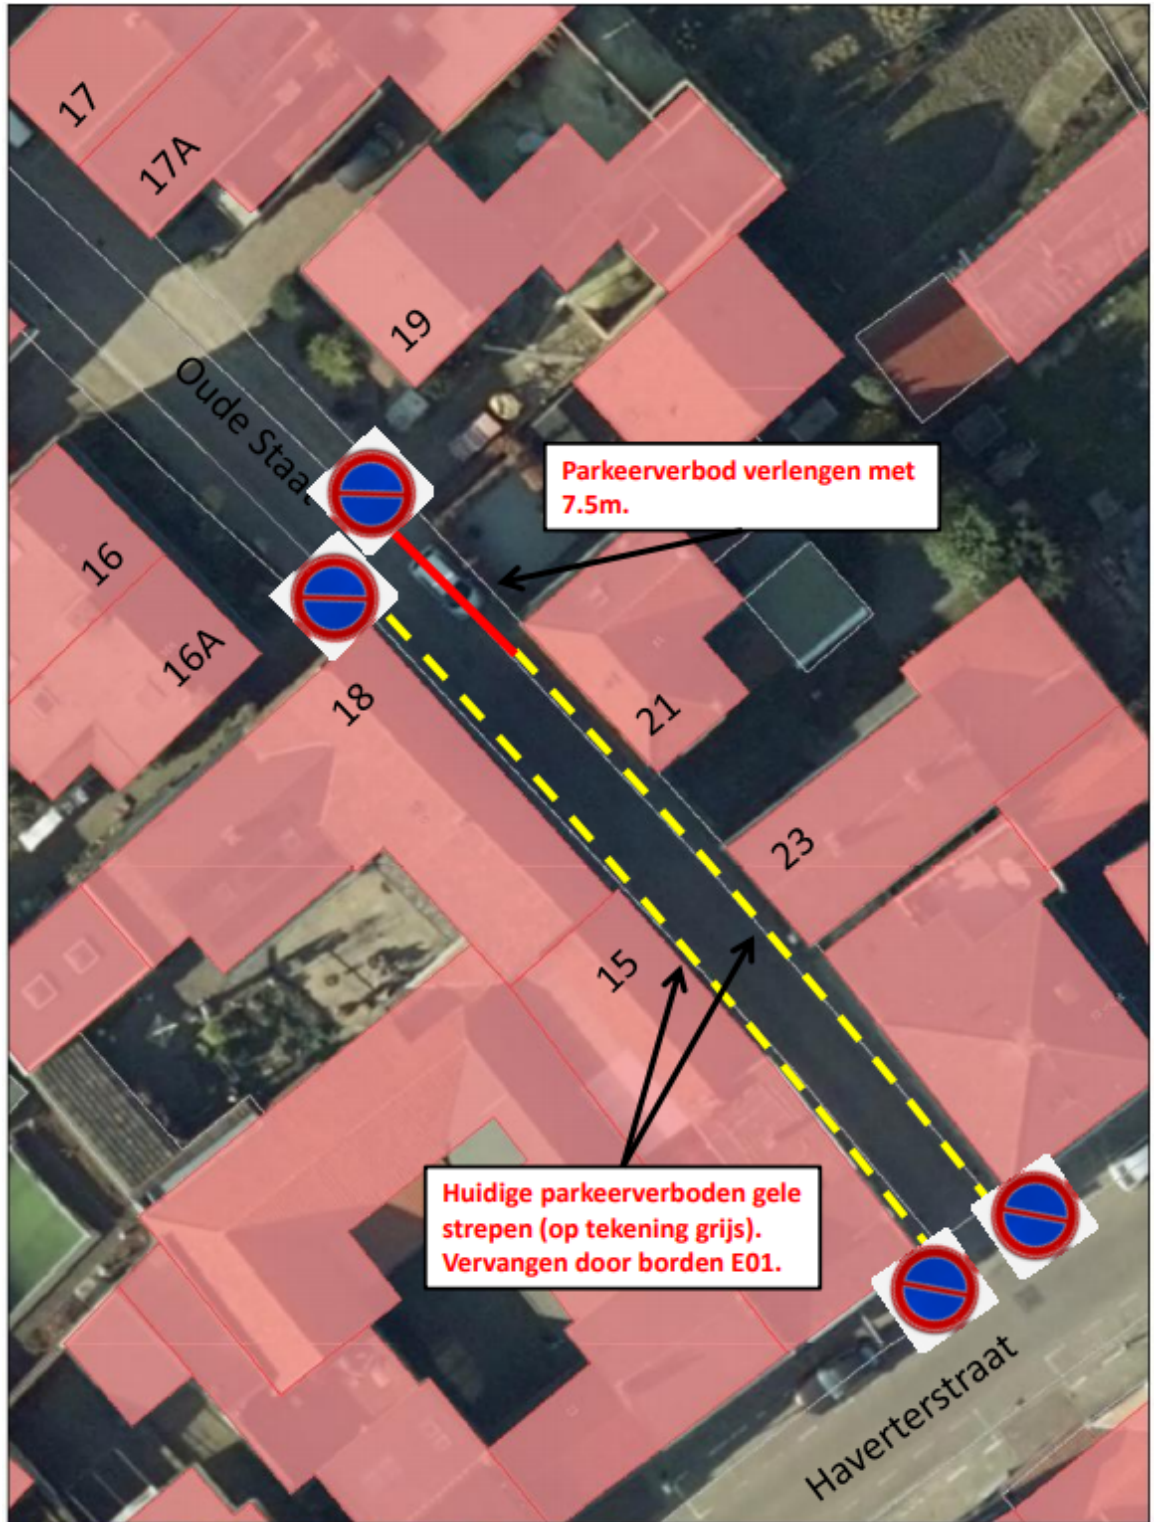 17
17A
19
Oude Staat
Parkeerverbod verlengen met
7.5m.
16
16A
18
21
23
15
Huidige parkeerverboden gele
strepen (op tekening grijs).
Vervangen door borden E01.
Haverterstraat